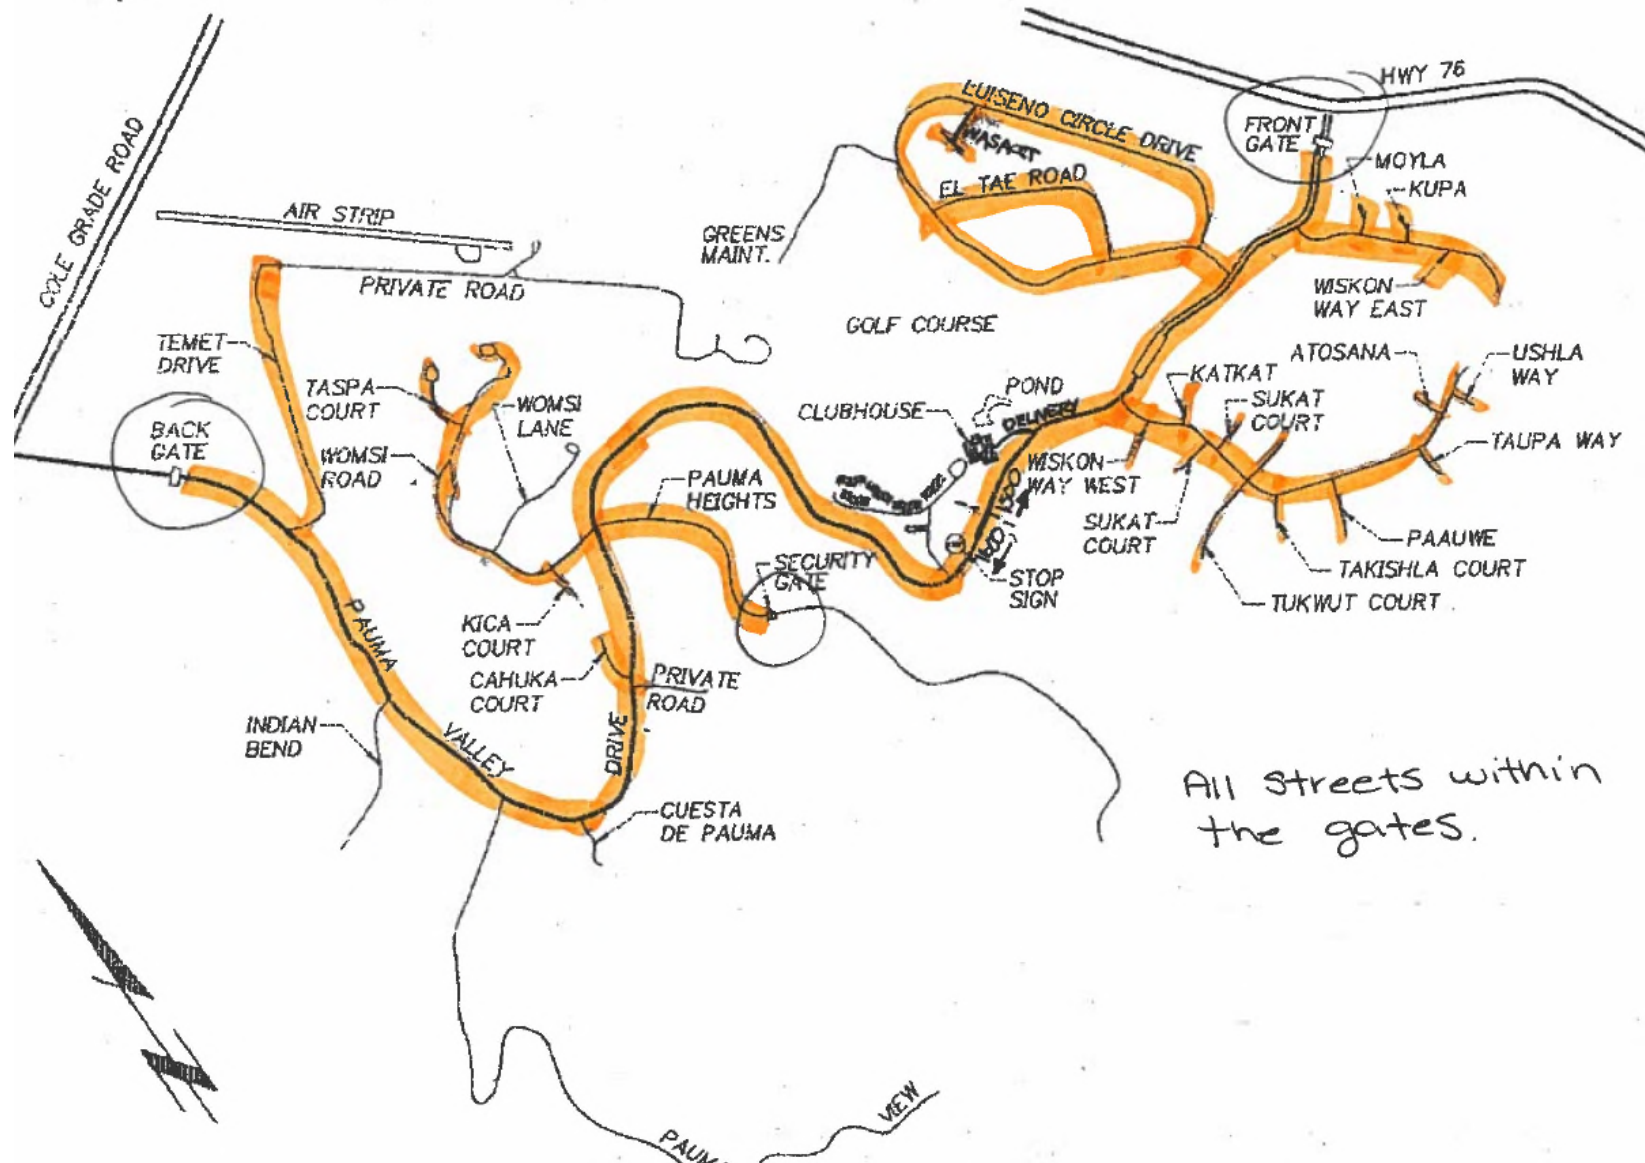 HWY 76
LUISENO CIRCLE DRIVE
FRONT
GATE
MOYLA
KUPA
EL TAE ROAD
COLE GRADE ROAD
AIR STRIP
GREENS
MAINT.
PRIVATE ROAD
WISKON
WAY EAST
GOLF COURSE
TEMET
DRIVE
ATOSANA
USHLA
WAY
KATKAT
TASPA
COURT
WOMSI
LANE
POND
SUKAT
COURT
CLUBHOUSE
DELIVERY
BACK
GATE
TAUPA WAY
WOMSI
ROAD
WISKON
WAY WEST
PAUMA
HEIGHTS
SUKAT
COURT
PAAUWE
SECURITY
GATE
STOP
SIGN
TAKISHLA COURT
TUKWUT COURT
KICA
COURT
CAHUKA
COURT
PRIVATE
ROAD
PAUMA
VALLEY
DRIVE
INDIAN
BEND
CUESTA
DE PAUMA
All streets within
the gates.
VIEW